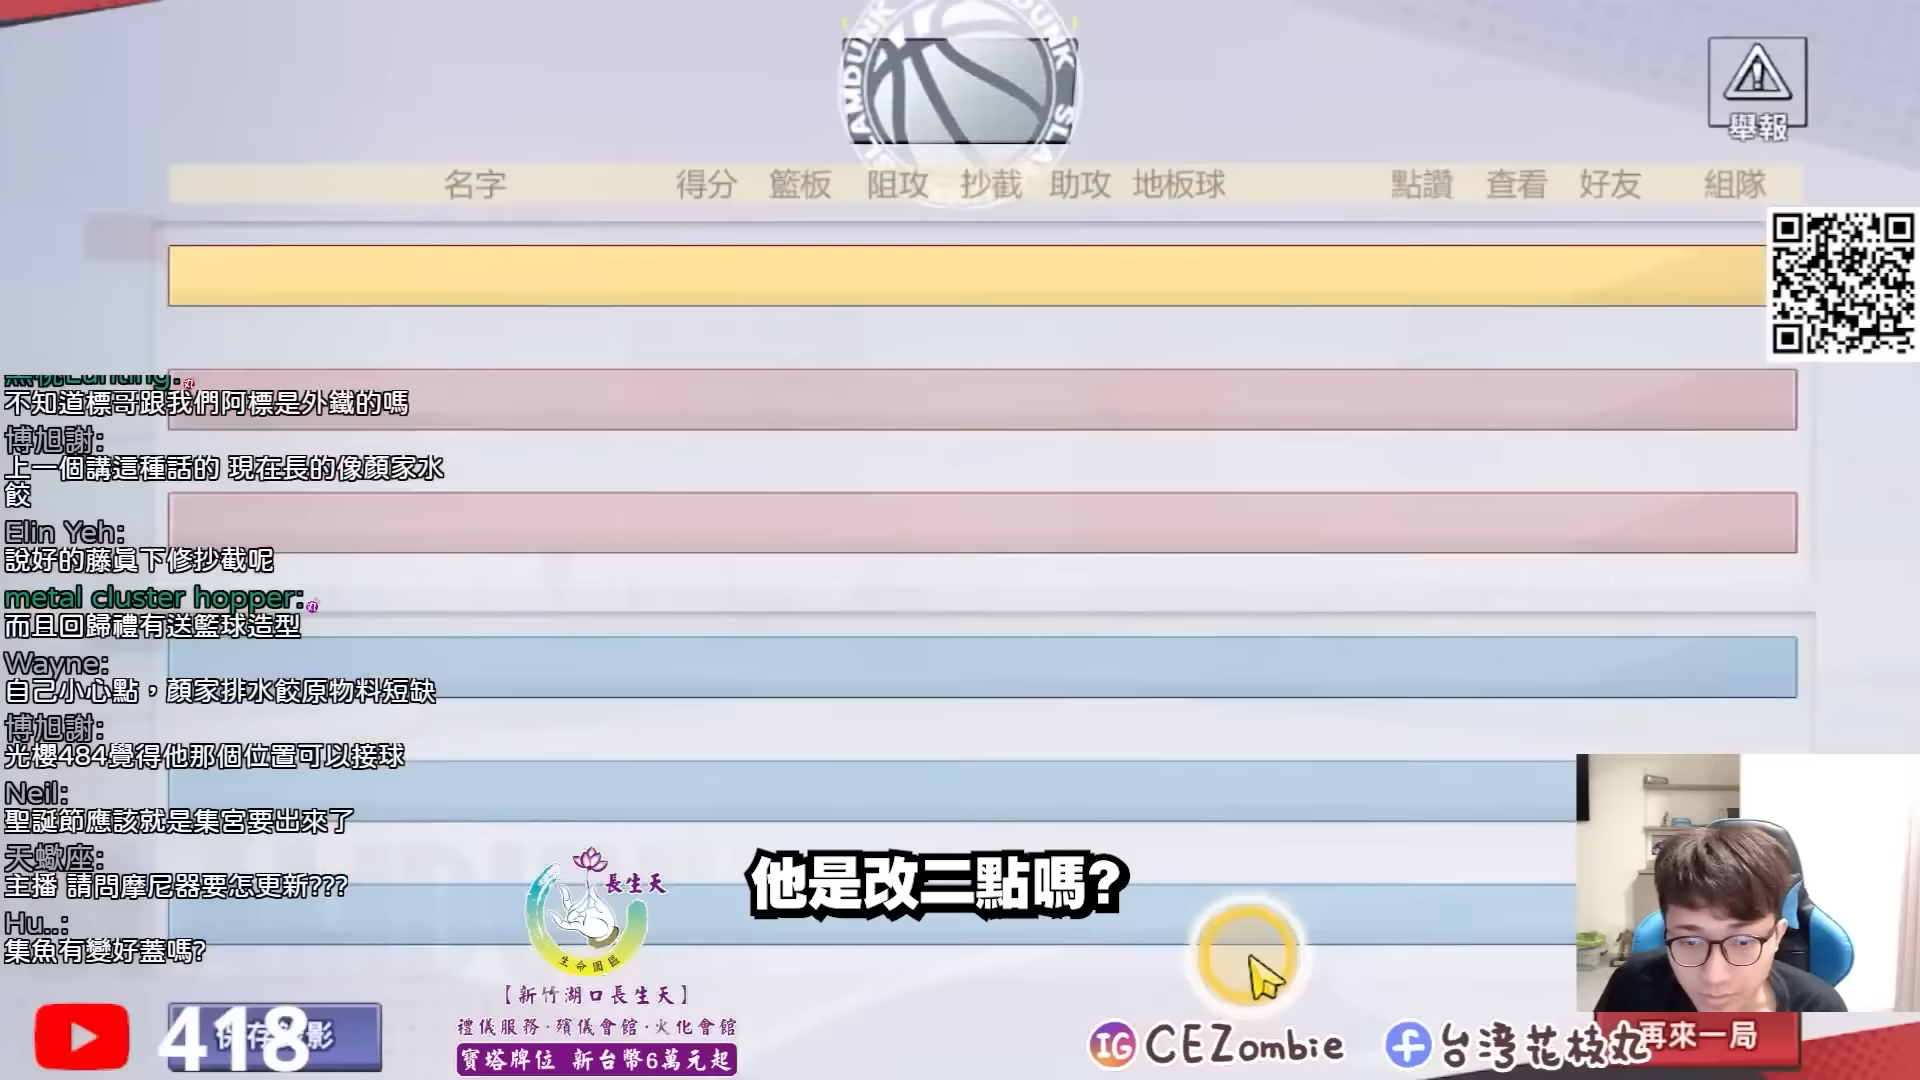 SLAMDUNK
舉報
名字 得分 籃板 阻攻 抄截 助攻 地板球 點讚 查看 好友 組隊
不知道標哥跟我們阿標是外鐵的嗎
博旭謝:
上一個講這種話的 現在長的像顏家水
餃
Elin Yeh:
說好的藤真下修抄截呢
metal cluster hopper:
而且回歸禮有送籃球造型
Wayne:
自己小心點，顏家排水餃原物料短缺
博旭謝:
光櫻484覺得他那個位置可以接球
Neil:
聖誕節應該就是集宮要出來了
天蠍座:
主播 請問摩尼器要怎更新???
Hu..:
集魚有變好蓋嗎?
他是改三點嗎?
長生天
生命園區
【新竹湖口長生天】
禮儀服務·殯儀會館·火化會館
寶塔牌位 新台幣6萬元起
418
保存
影
IG CEZombie
台灣花枝丸
再來一局